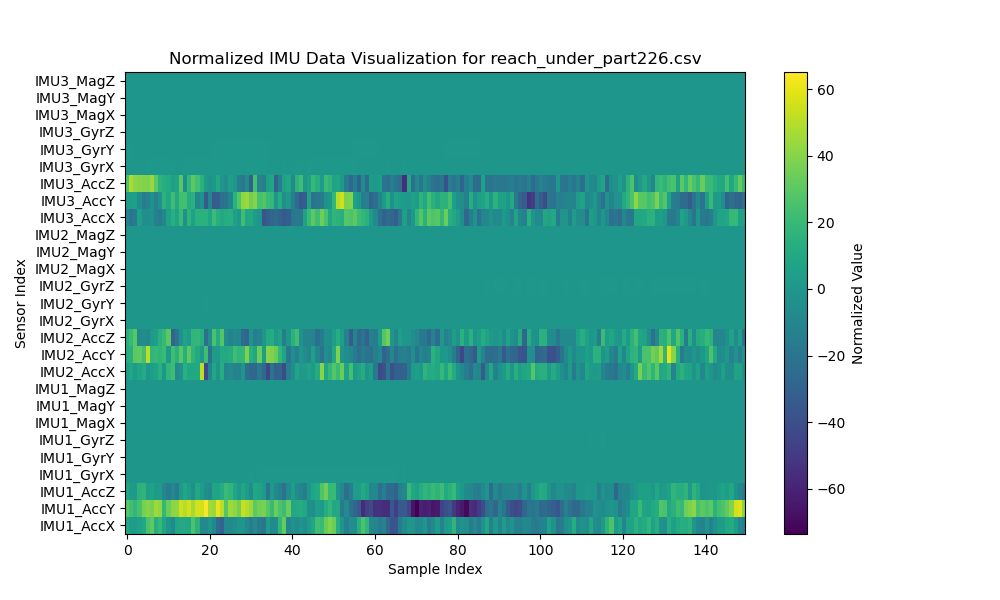 Normalized IMU Data Visualization for reach_under_part226.csv
IMU3_MagZ
IMU3_MagY
IMU3_MagX
IMU3_GyrZ
IMU3_GyrY
IMU3_GyrX
IMU3_AccZ
IMU3_AccY
IMU3_AccX
IMU2_MagZ
IMU2_MagY
IMU2_MagX
IMU2_GyrZ
IMU2_GyrY
IMU2_GyrX
IMU2_AccZ
IMU2_AccY
IMU2_AccX
IMU1_MagZ
IMU1_MagY
IMU1_MagX
IMU1_GyrZ
IMU1_GyrY
IMU1_GyrX
IMU1_AccZ
IMU1_AccY
IMU1_AccX
Sensor Index
0 20 40 60 80 100 120 140
Sample Index
60
40
20
0
−20
−40
−60
Normalized Value